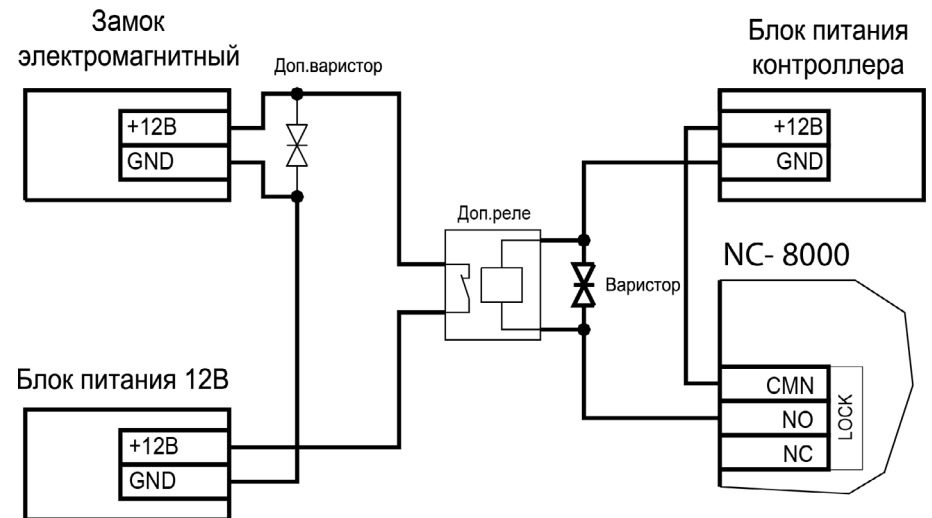 Замок
электромагнитный
+12В
GND
Доп.варистор
Блок питания
контроллера
+12В
GND
Доп.реле
Варистор
NC- 8000
CMN
NO
NC
LOCK
Блок питания 12В
+12В
GND